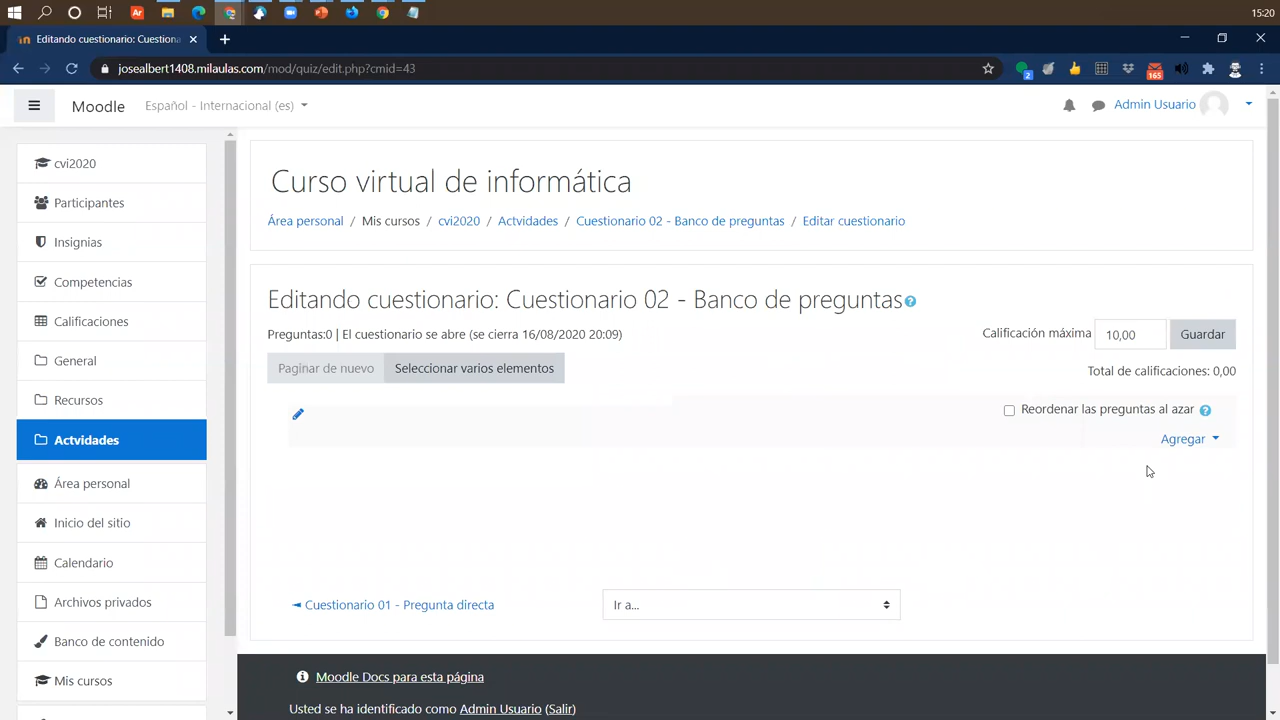 15:20
Editando cuestionario: Cuestiona
josealbert1408.milaulas.com/mod/quiz/edit.php?cmid=43
2
165
Moodle
Español - Internacional (es)
Admin Usuario
cvi2020
Participantes
Insignias
Competencias
Calificaciones
General
Recursos
Actvidades
Área personal
Inicio del sitio
Calendario
Archivos privados
Banco de contenido
Mis cursos
Curso virtual de informática
Área personal / Mis cursos / cvi2020 / Actvidades / Cuestionario 02 - Banco de preguntas / Editar cuestionario
Editando cuestionario: Cuestionario 02 - Banco de preguntas
Preguntas:0 | El cuestionario se abre (se cierra 16/08/2020 20:09)
Calificación máxima 10,00 Guardar
Paginar de nuevo Seleccionar varios elementos
Total de calificaciones: 0,00
Reordenar las preguntas al azar
Agregar
◄ Cuestionario 01 - Pregunta directa
Ir a...
Moodle Docs para esta página
Usted se ha identificado como Admin Usuario (Salir)